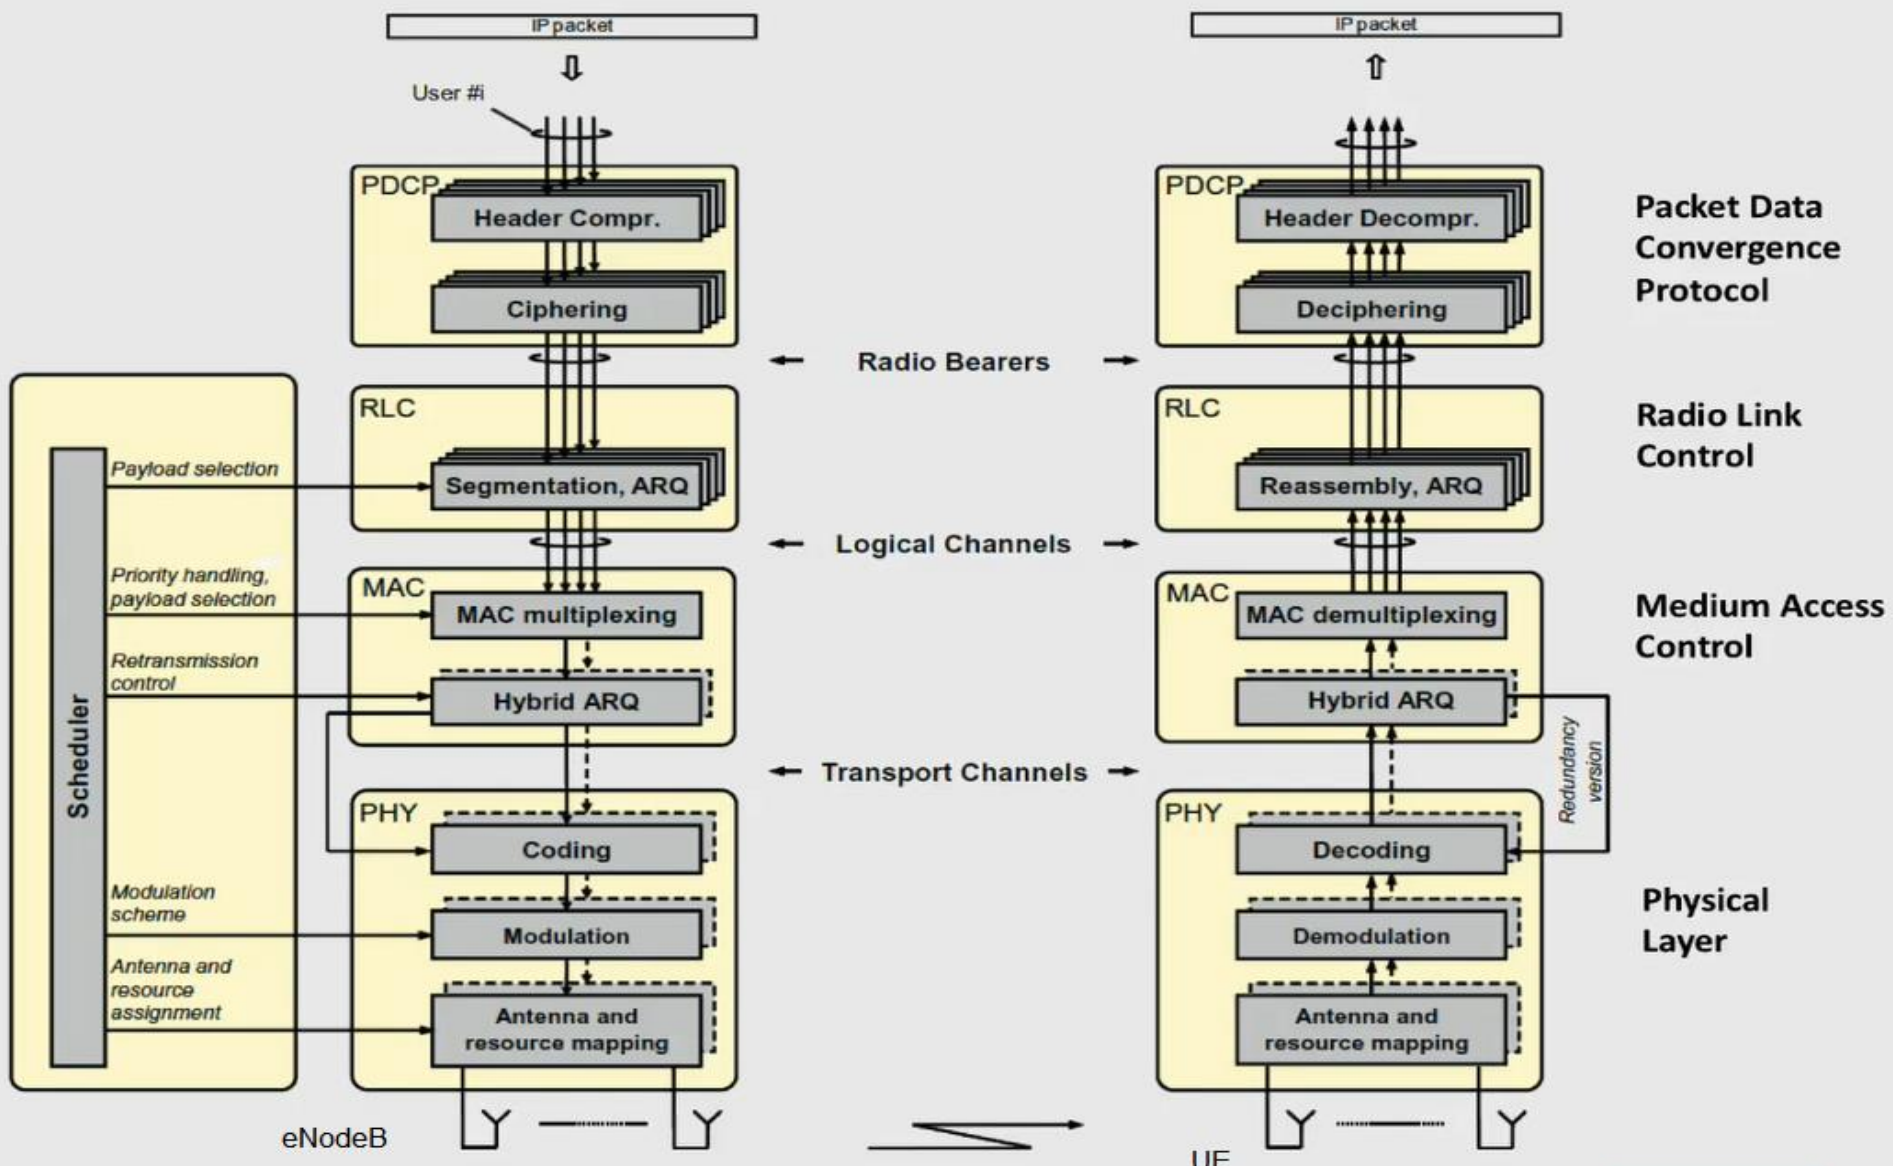 IP packet
IP packet
User #i
PDCP
Header Compr.
Ciphering
PDCP
Header Decompr.
Deciphering
Packet Data
Convergence
Protocol
Radio Bearers
RLC
Segmentation, ARQ
RLC
Reassembly, ARQ
Radio Link
Control
Logical Channels
Scheduler
Payload selection
Priority handling,
payload selection
Retransmission
control
Modulation
scheme
Antenna and
resource
assignment
MAC
MAC multiplexing
Hybrid ARQ
MAC
MAC demultiplexing
Hybrid ARQ
Medium Access
Control
Redundancy
version
Transport Channels
PHY
Coding
Modulation
Antenna and
resource mapping
PHY
Decoding
Demodulation
Antenna and
resource mapping
Physical
Layer
eNodeB
UE